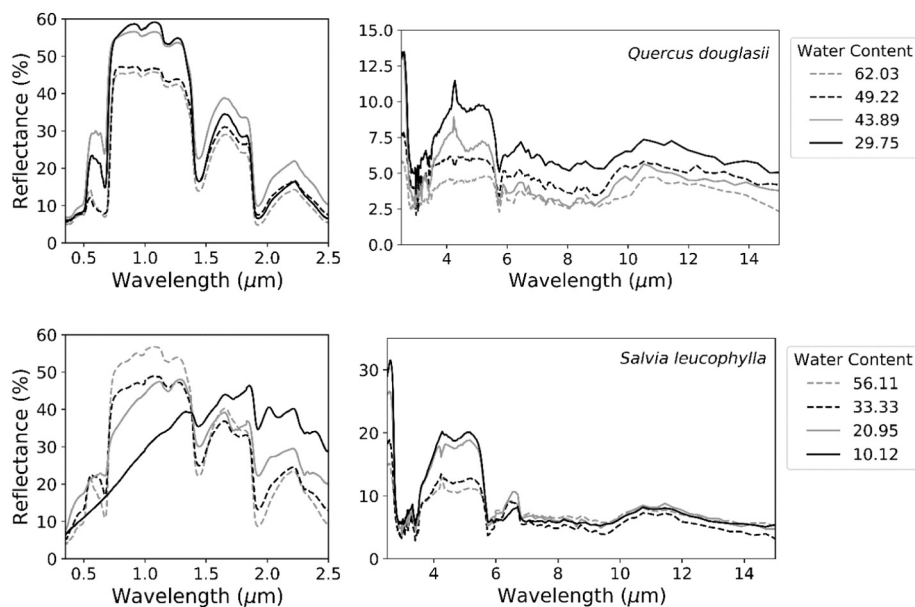 60
50
40
30
20
10
0
Reflectance (%)
0.5 1.0 1.5 2.0 2.5
Wavelength (μm)
15.0
12.5
10.0
7.5
5.0
2.5
0.0
4 6 8 10 12 14
Wavelength (μm)
Quercus douglasii
Water Content
62.03
49.22
43.89
29.75
60
50
40
30
20
10
0
Reflectance (%)
0.5 1.0 1.5 2.0 2.5
Wavelength (μm)
30
20
10
0
4 6 8 10 12 14
Wavelength (μm)
Salvia leucophylla
Water Content
56.11
33.33
20.95
10.12